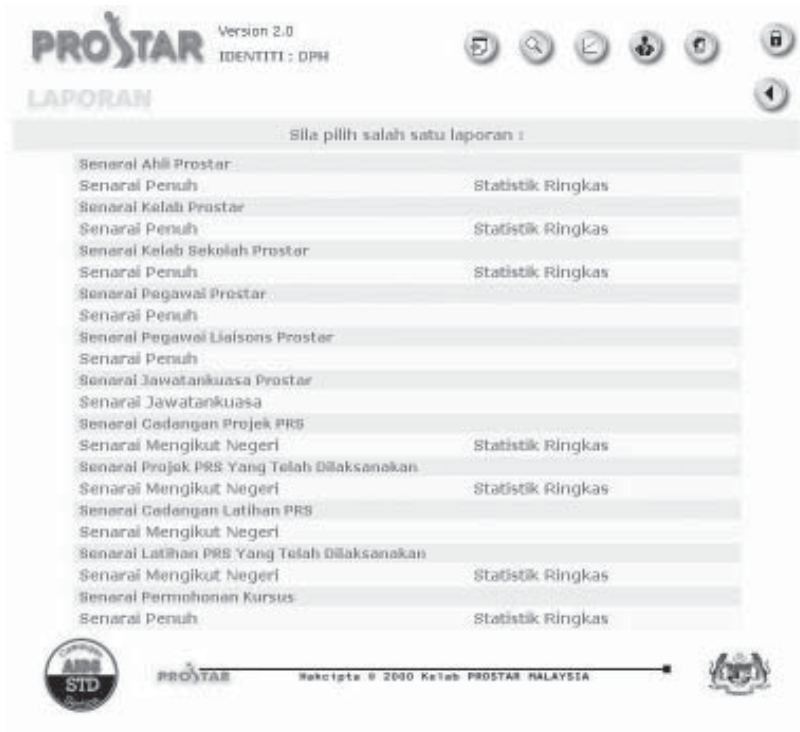 PROSTAR Version 2.0
IDENTITI : DPH
LAPORAN
Sila pilih salah satu laporan :
Senarai Ahli Prostar
Senarai Penuh Statistik Ringkas
Senarai Kelab Prostar
Senarai Penuh Statistik Ringkas
Senarai Kelab Sekolah Prostar
Senarai Penuh Statistik Ringkas
Senarai Pegawai Prostar
Senarai Penuh
Senarai Pegawai Liaisons Prostar
Senarai Penuh
Senarai Jawatankuasa Prostar
Senarai Jawatankuasa
Senarai Cadangan Projek PRS
Senarai Mengikut Negeri Statistik Ringkas
Senarai Projek PRS Yang Telah Dilaksanakan
Senarai Mengikut Negeri Statistik Ringkas
Senarai Cadangan Latihan PRS
Senarai Mengikut Negeri
Senarai Latihan PRS Yang Telah Dilaksanakan
Senarai Mengikut Negeri Statistik Ringkas
Senarai Permohonan Kursus
Senarai Penuh Statistik Ringkas
AIDS
STD
PROSTAR Hakcipta © 2000 Kelab PROSTAR MALAYSIA